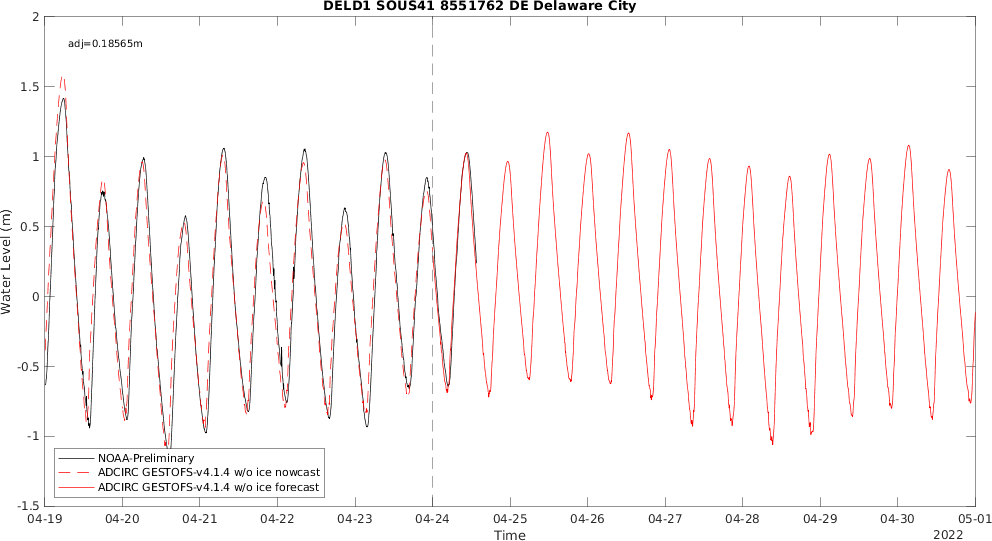 DELD1 SOUS41 8551762 DE Delaware City
adj=0.18565m
2
1.5
1
0.5
0
-0.5
-1
-1.5
Water Level (m)
NOAA-Preliminary
ADCIRC GESTOFS-v4.1.4 w/o ice nowcast
ADCIRC GESTOFS-v4.1.4 w/o ice forecast
04-19 04-20 04-21 04-22 04-23 04-24 04-25 04-26 04-27 04-28 04-29 04-30 05-01
Time
2022